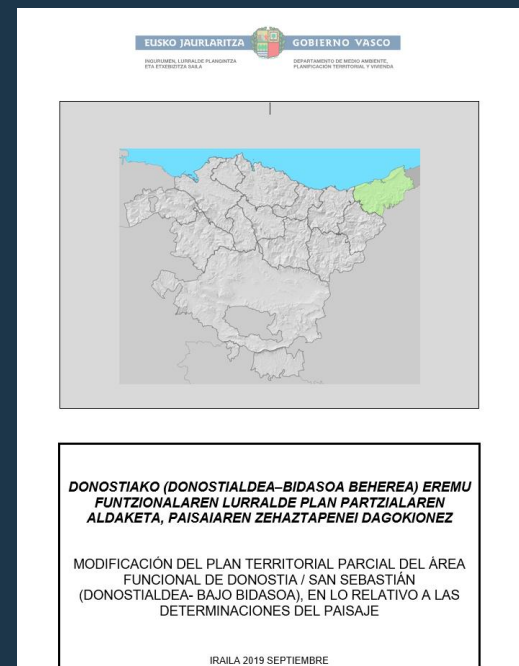 EUSKO JAURLARITZA
GOBIERNO VASCO
INGURUMEN, LURRALDE PLANGINTZA
ETA ETXEBIZITZA SAILA
DEPARTAMENTO DE MEDIO AMBIENTE,
PLANIFICACIÓN TERRITORIAL Y VIVIENDA
DONOSTIAKO (DONOSTIALDEA–BIDASOA BEHEREA) EREMU
FUNTZIONALAREN LURRALDE PLAN PARTZIALAREN
ALDAKETA, PAISAIAREN ZEHAZTAPENEI DAGOKIONEZ
MODIFICACIÓN DEL PLAN TERRITORIAL PARCIAL DEL ÁREA
FUNCIONAL DE DONOSTIA / SAN SEBASTIÁN
(DONOSTIALDEA- BAJO BIDASOA), EN LO RELATIVO A LAS
DETERMINACIONES DEL PAISAJE
IRAILA 2019 SEPTIEMBRE